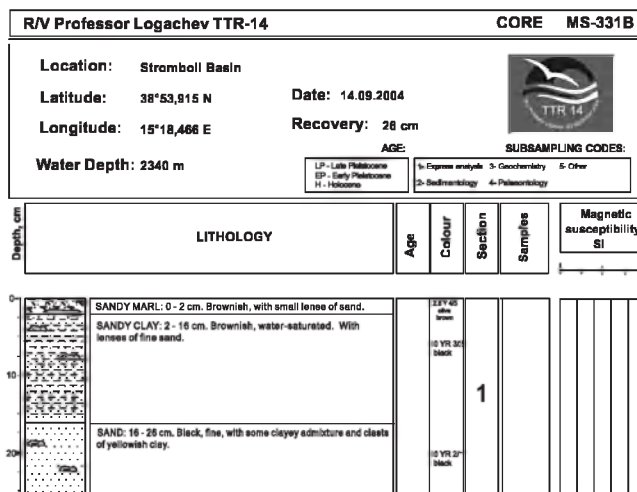 R/V Professor Logachev TTR-14
CORE MS-331B
Location: Stromboli Basin
Latitude: 38°53,915 N
Date: 14.09.2004
Longitude: 15°18,466 E
Recovery: 26 cm
Water Depth: 2340 m
TTR 14
AGE:
LP - Late Pleistocene
EP - Early Pleistocene
H - Holocene
SUBSAMPLING CODES:
1- Express analysis 3- Geochemistry 5- Other
2- Sedimentology 4- Paleontology
Depth, cm
LITHOLOGY
Age
Colour
Section
Samples
Magnetic
susceptibility
SI
0
SANDY MARL: 0 - 2 cm. Brownish, with small lense of sand.
olive
brown
SANDY CLAY: 2 - 16 cm. Brownish, water-saturated. With
lenses of fine sand.
black
10
1
SAND: 16 - 26 cm. Black, fine, with some clayey admixture and clasts
of yellowish clay.
20
black